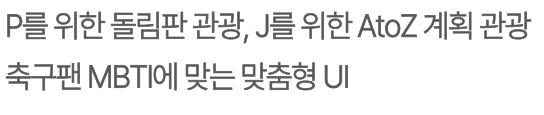 P를 위한 돌림판 관광, J를 위한 AtoZ 계획 관광
축구팬 MBTI에 맞는 맞춤형 UI